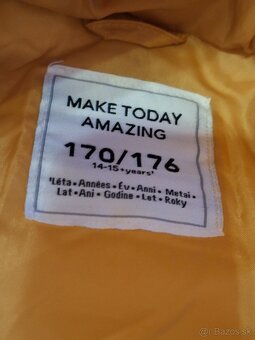 MAKE TODAY
AMAZING
170/176
14-15+years*
*Léta • Années • Év • Anni • Metai •
Lat • Ani • Godine • Let • Roky
© Bazos.sk